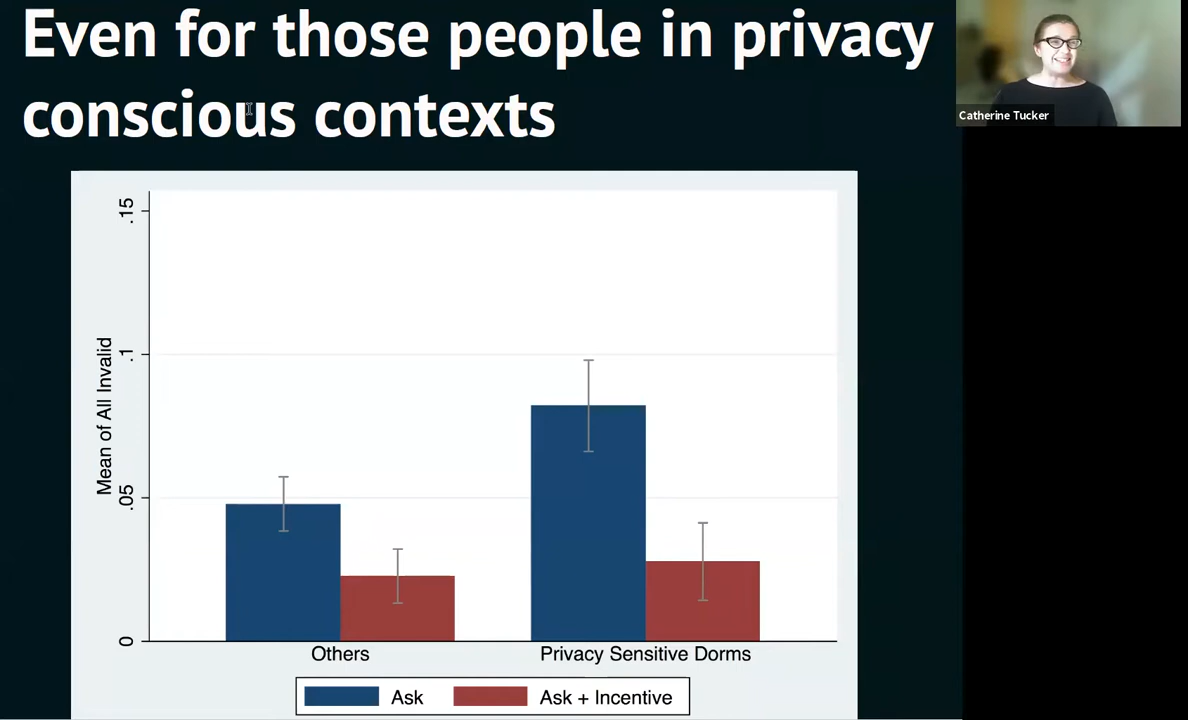 Even for those people in privacy
conscious contexts
Catherine Tucker
.15
.1
.05
0
Mean of All Invalid
Others
Privacy Sensitive Dorms
Ask
Ask + Incentive